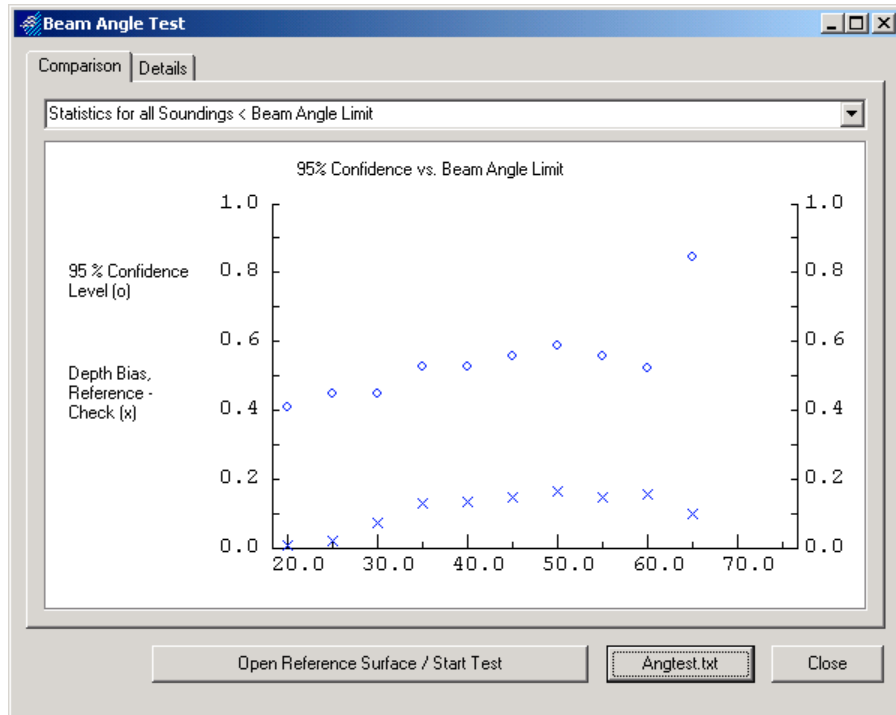 Beam Angle Test
Comparison
Details
Statistics for all Soundings < Beam Angle Limit
95% Confidence vs. Beam Angle Limit
95 % Confidence
Level (o)
Depth Bias,
Reference -
Check (x)
1.0
0.8
0.6
0.4
0.2
0.0
1.0
0.8
0.6
0.4
0.2
0.0
20.0 30.0 40.0 50.0 60.0 70.0
Open Reference Surface / Start Test
Angtest.txt
Close